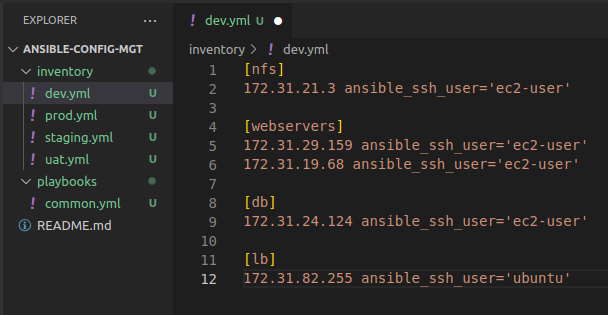 EXPLORER ...
ANSIBLE-CONFIG-MGT
inventory
! dev.yml U
! prod.yml U
! staging.yml U
! uat.yml U
playbooks
! common.yml U
README.md
! dev.yml U
inventory > ! dev.yml
1 [nfs]
2 172.31.21.3 ansible_ssh_user='ec2-user'
3
4 [webservers]
5 172.31.29.159 ansible_ssh_user='ec2-user'
6 172.31.19.68 ansible_ssh_user='ec2-user'
7
8 [db]
9 172.31.24.124 ansible_ssh_user='ec2-user'
10
11 [lb]
12 172.31.82.255 ansible_ssh_user='ubuntu'